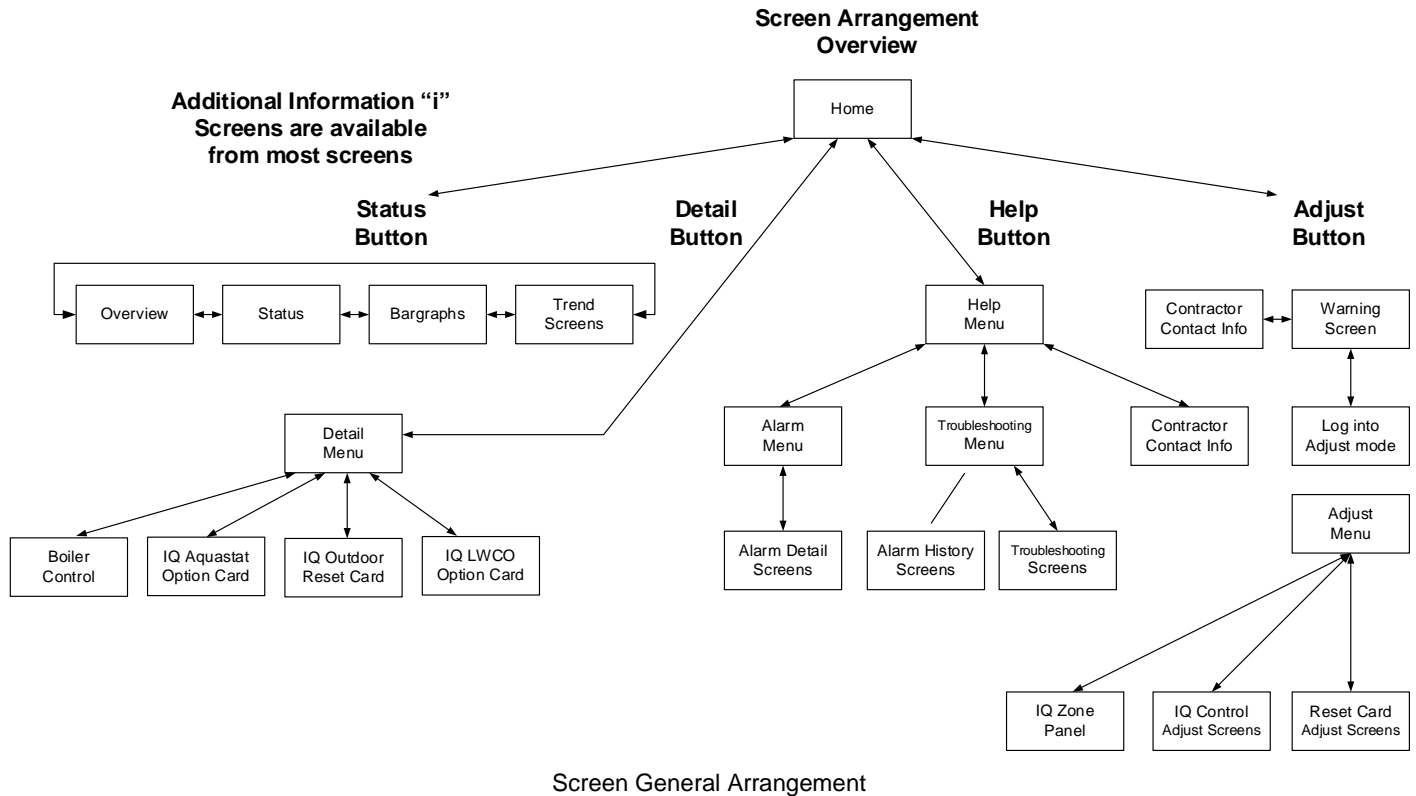 Screen Arrangement
Overview
Additional Information “i”
Screens are available
from most screens
Home
Status
Button
Detail
Button
Help
Button
Adjust
Button
Overview
Status
Bargraphs
Trend
Screens
Help
Menu
Contractor
Contact Info
Warning
Screen
Detail
Menu
Alarm
Menu
Troubleshooting
Menu
Contractor
Contact Info
Log into
Adjust mode
Boiler
Control
IQ Aquastat
Option Card
IQ Outdoor
Reset Card
IQ LWCO
Option Card
Alarm Detail
Screens
Alarm History
Screens
Troubleshooting
Screens
Adjust
Menu
IQ Zone
Panel
IQ Control
Adjust Screens
Reset Card
Adjust Screens
Screen General Arrangement